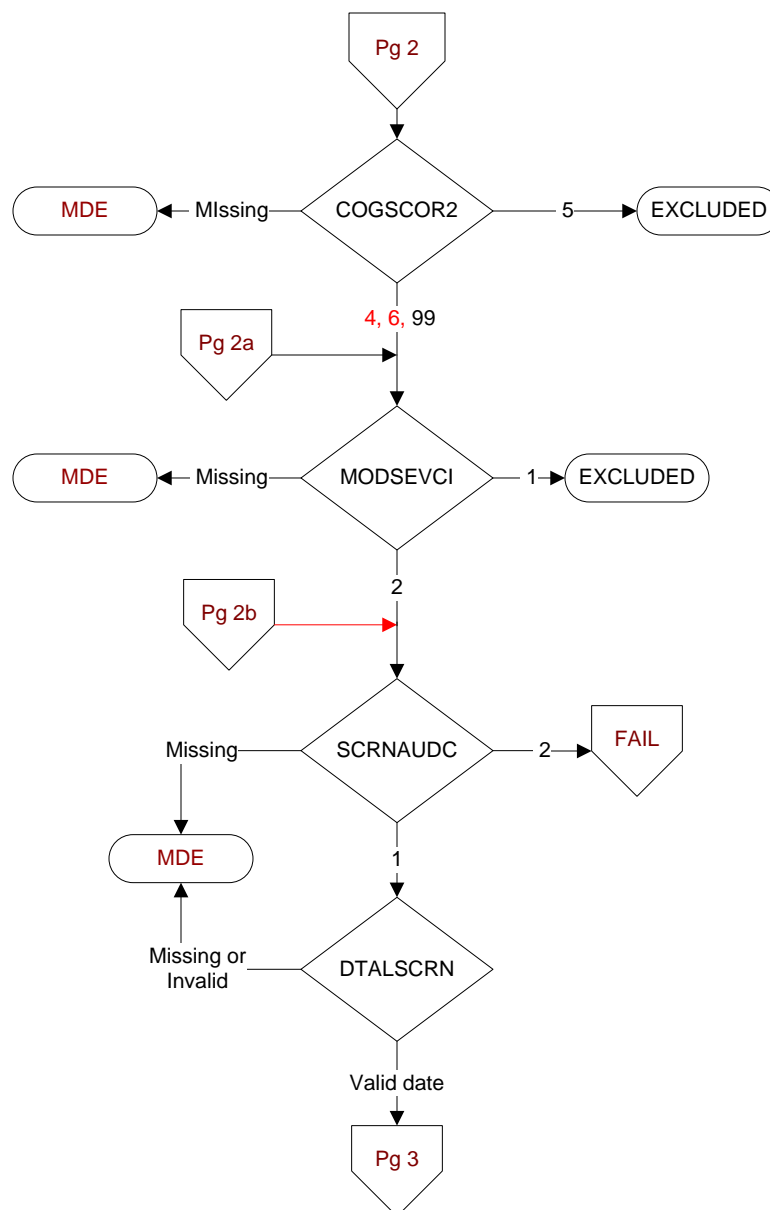 Pg 2
MDE
MIssing
COGSCOR2
5
EXCLUDED
4, 6, 99
Pg 2a
MDE
Missing
MODSEVCI
1
EXCLUDED
2
Pg 2b
Missing
SCRNAUDC
2
FAIL
MDE
1
Missing or
Invalid
DTALSCRN
Valid date
Pg 3